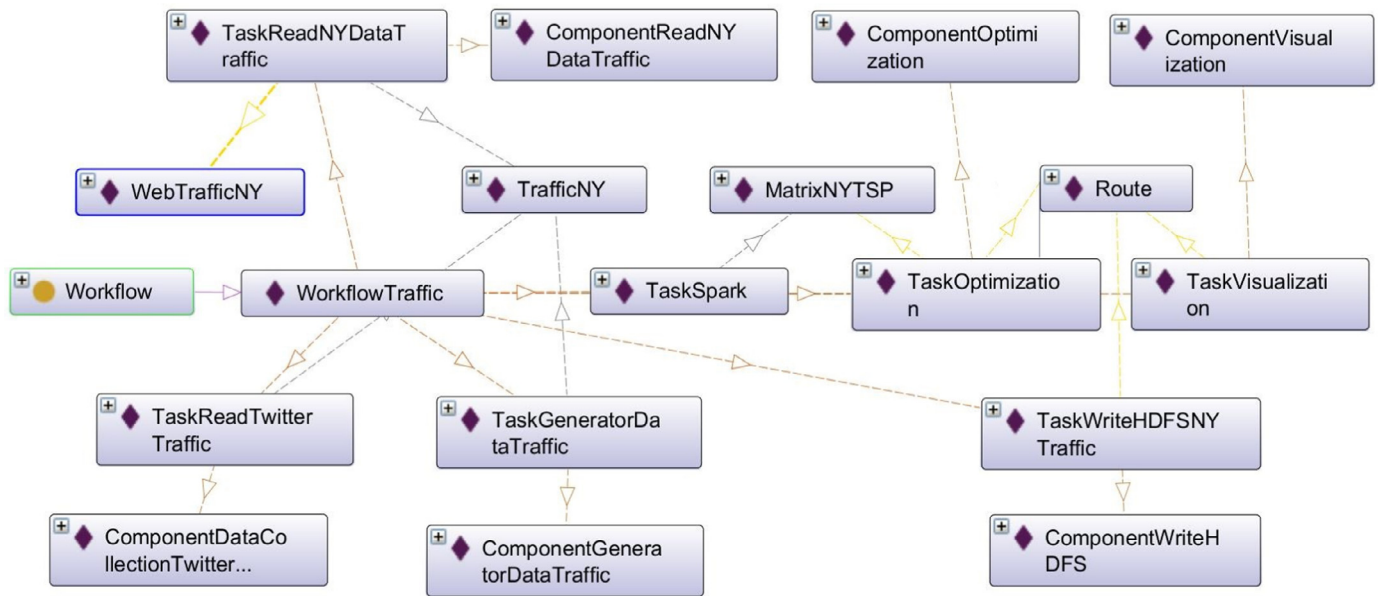 TaskReadNYDataT
raffic
ComponentReadNY
DataTraffic
ComponentOptimi
zation
ComponentVisual
ization
WebTrafficNY
TrafficNY
MatrixNYTSP
Route
Workflow
WorkflowTraffic
TaskSpark
TaskOptimizatio
n
TaskVisualizati
on
TaskReadTwitter
Traffic
TaskGeneratorDa
taTraffic
TaskWriteHDFSNY
Traffic
ComponentDataCo
llectionTwitter...
ComponentGenera
torDataTraffic
ComponentWriteH
DFS